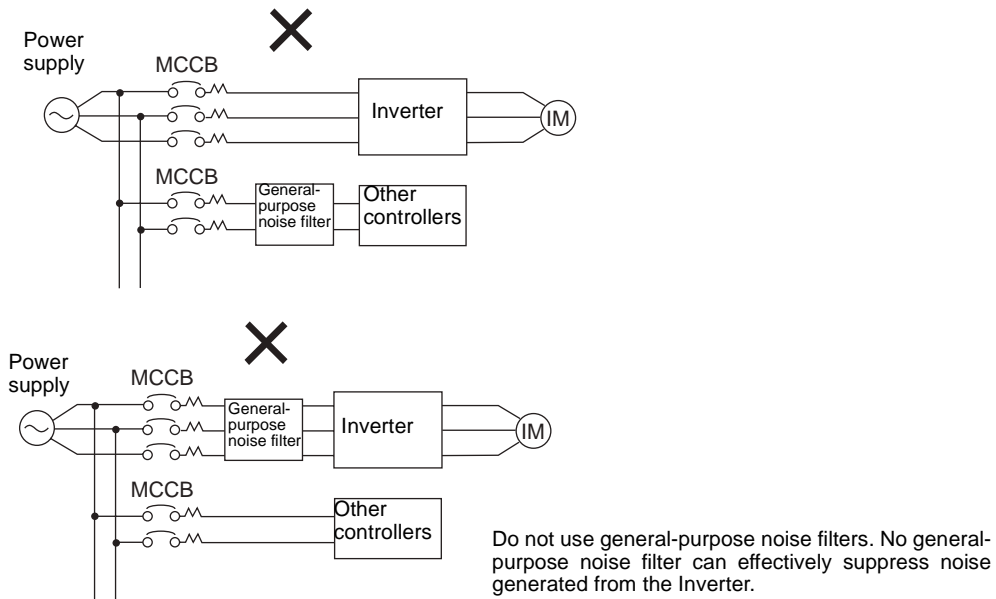 Power
supply
MCCB
Inverter
IM
MCCB
General-
purpose
noise filter
Other
controllers
Power
supply
MCCB
General-
purpose
noise filter
Inverter
IM
MCCB
Other
controllers
Do not use general-purpose noise filters. No general-
purpose noise filter can effectively suppress noise
generated from the Inverter.